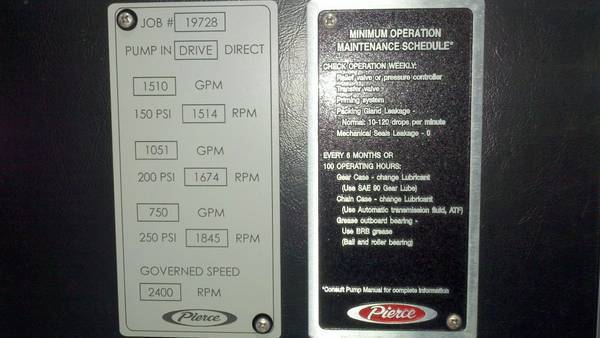 JOB # 19728
PUMP IN DRIVE DIRECT
1510 GPM
150 PSI 1514 RPM
1051 GPM
200 PSI 1674 RPM
750 GPM
250 PSI 1845 RPM
GOVERNED SPEED
2400 RPM
Pierce
MINIMUM OPERATION
MAINTENANCE SCHEDULE*
CHECK OPERATION WEEKLY:
Relief valve or pressure controller
Transfer valve
Priming system
Packing Gland Leakage -
Normal: 10-120 drops per minute
Mechanical Seals Leakage - 0
EVERY 6 MONTHS OR
100 OPERATING HOURS:
Gear Case - change Lubricant
(Use SAE 90 Gear Lube)
Chain Case - change Lubricant
(Use Automatic transmission fluid, ATF)
Grease outboard bearing -
Use BRB grease
(Ball and roller bearing)
*Consult Pump Manual for complete information
Pierce